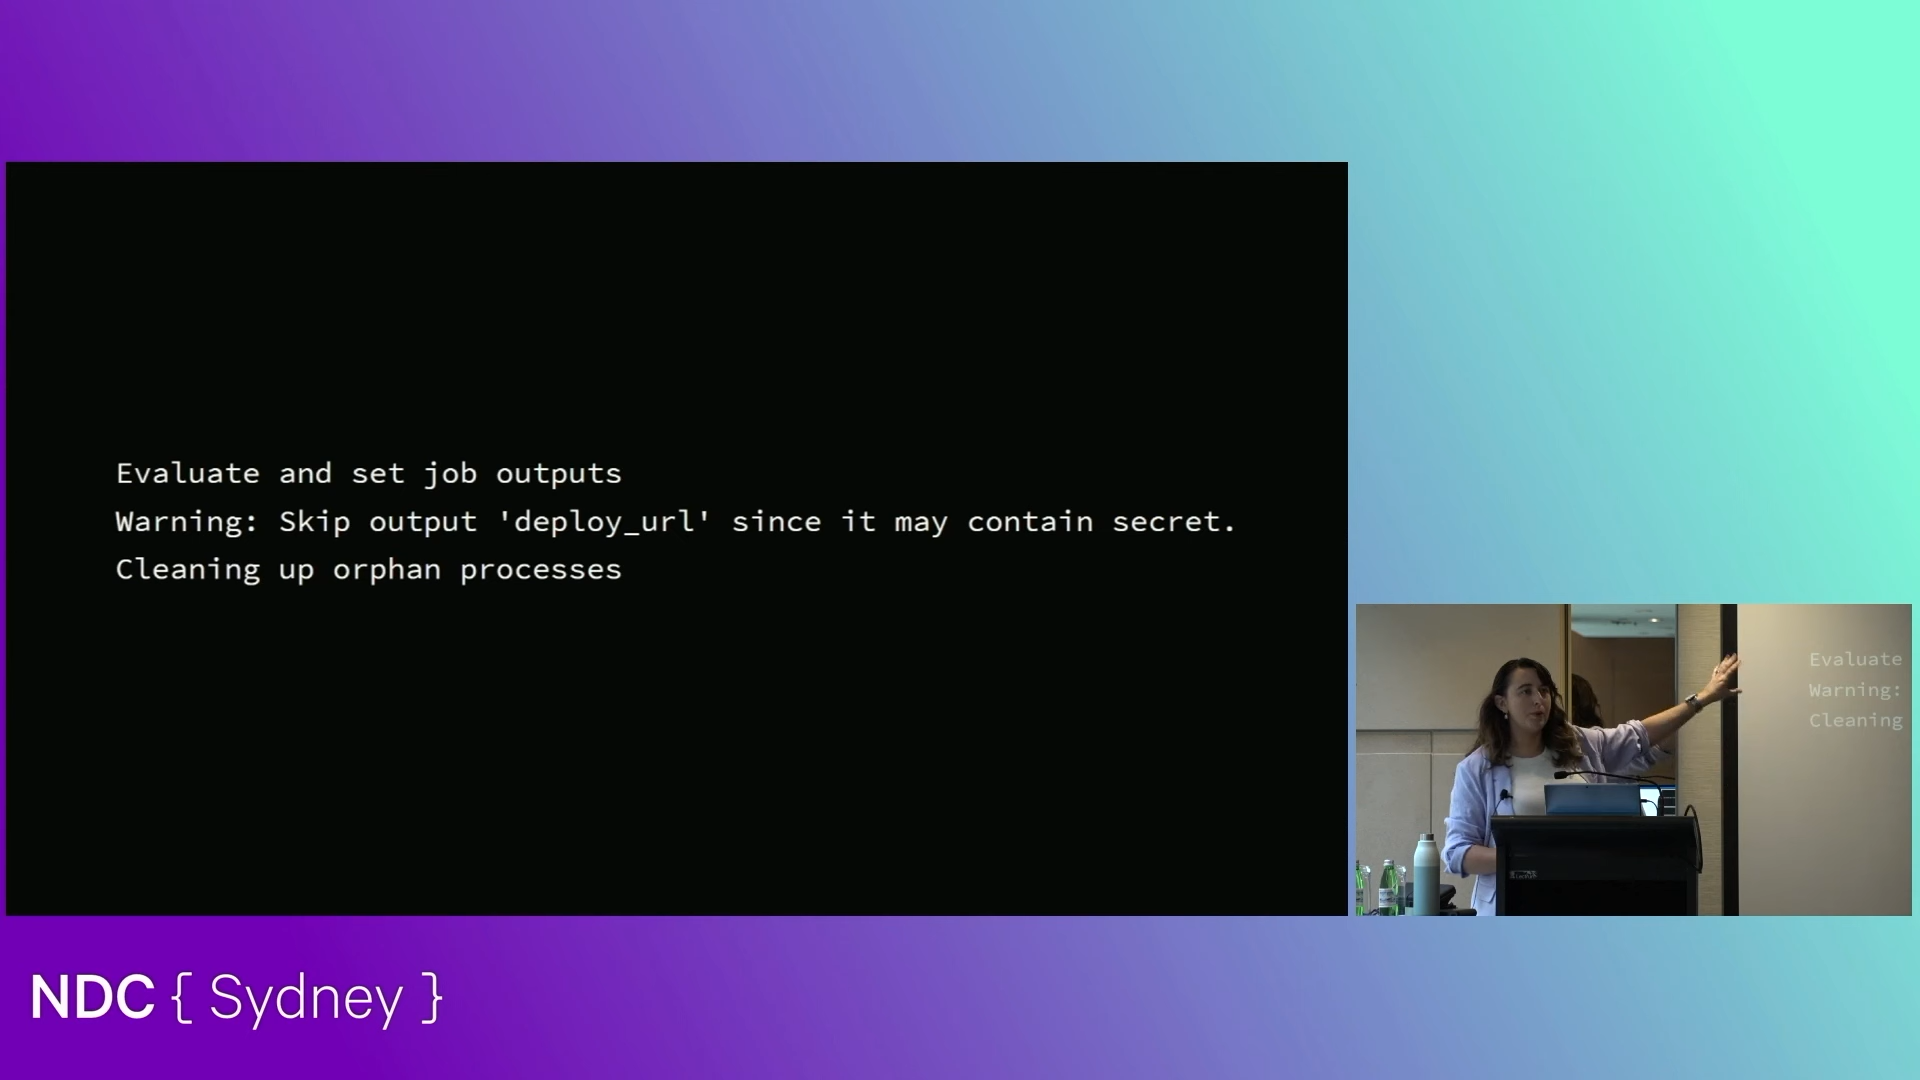 Evaluate and set job outputs
Warning: Skip output 'deploy_url' since it may contain secret.
Cleaning up orphan processes
Evaluate
Warning:
Cleaning
NDC { Sydney }